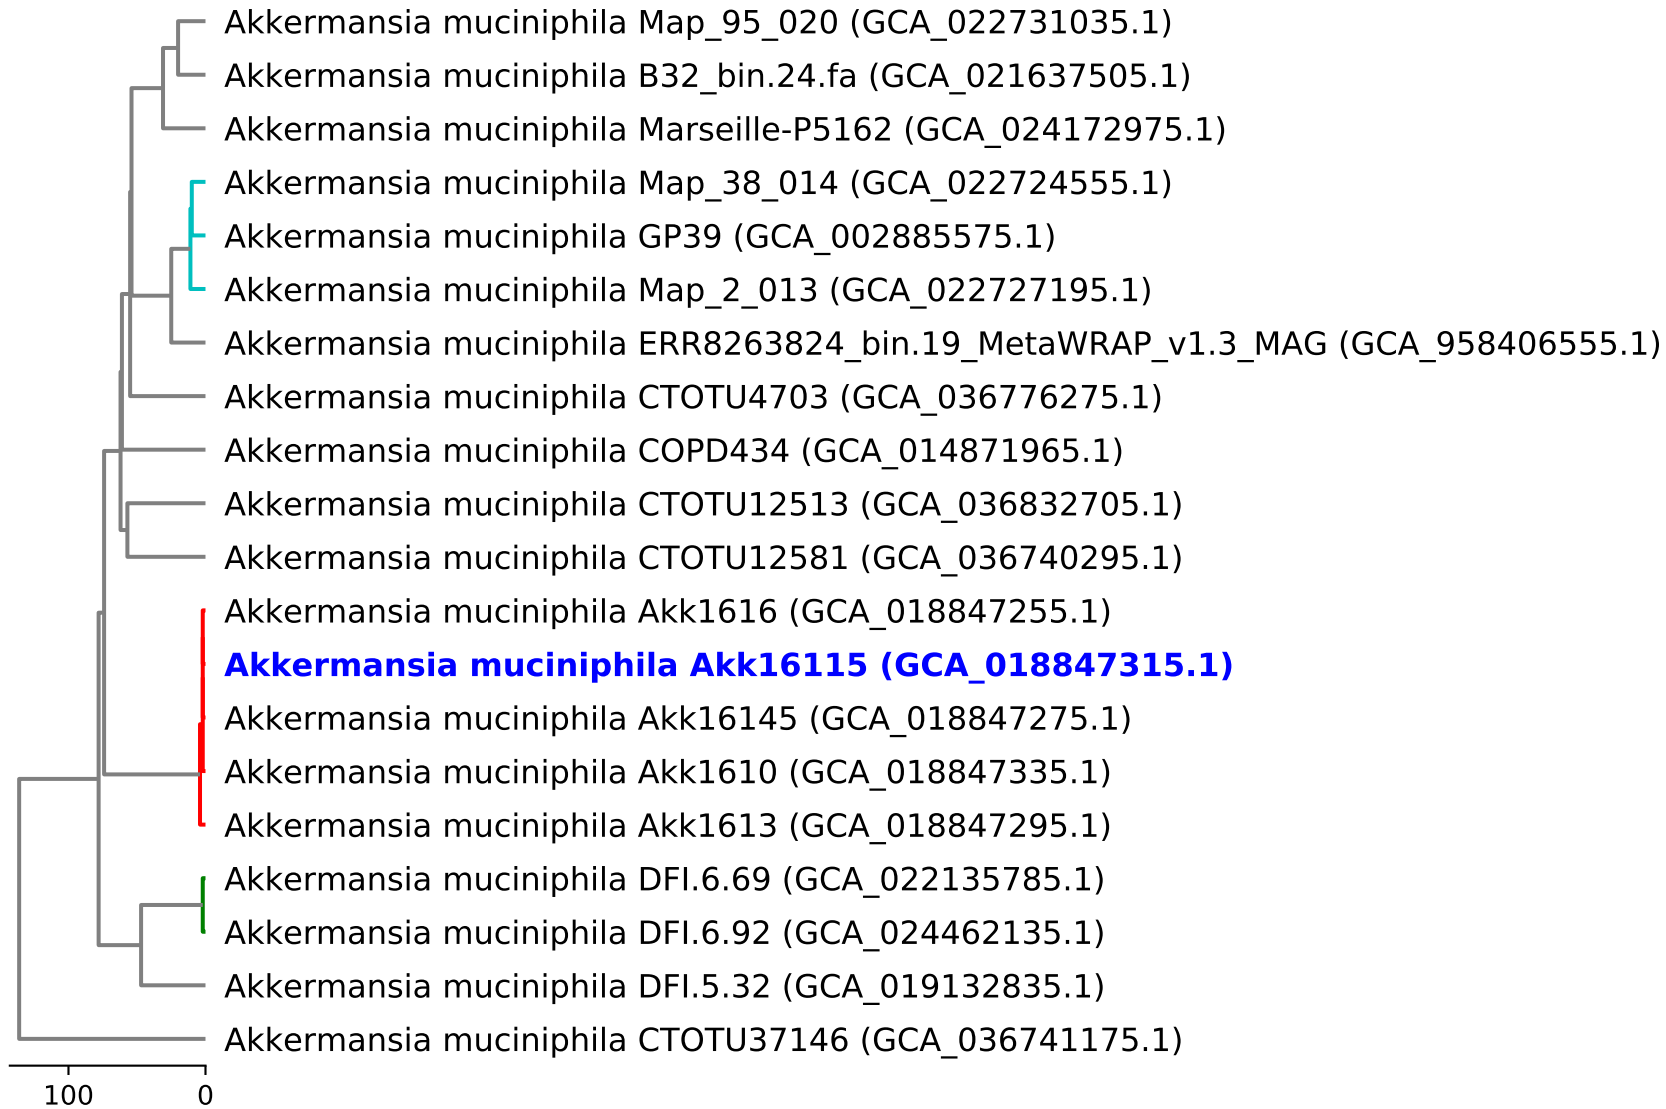 Akkermansia muciniphila Map_95_020 (GCA_022731035.1)
Akkermansia muciniphila B32_bin.24.fa (GCA_021637505.1)
Akkermansia muciniphila Marseille-P5162 (GCA_024172975.1)
Akkermansia muciniphila Map_38_014 (GCA_022724555.1)
Akkermansia muciniphila GP39 (GCA_002885575.1)
Akkermansia muciniphila Map_2_013 (GCA_022727195.1)
Akkermansia muciniphila ERR8263824_bin.19_MetaWRAP_v1.3_MAG (GCA_958406555.1)
Akkermansia muciniphila CTOTU4703 (GCA_036776275.1)
Akkermansia muciniphila COPD434 (GCA_014871965.1)
Akkermansia muciniphila CTOTU12513 (GCA_036832705.1)
Akkermansia muciniphila CTOTU12581 (GCA_036740295.1)
Akkermansia muciniphila Akk1616 (GCA_018847255.1)
Akkermansia muciniphila Akk16115 (GCA_018847315.1)
Akkermansia muciniphila Akk16145 (GCA_018847275.1)
Akkermansia muciniphila Akk1610 (GCA_018847335.1)
Akkermansia muciniphila Akk1613 (GCA_018847295.1)
Akkermansia muciniphila DFI.6.69 (GCA_022135785.1)
Akkermansia muciniphila DFI.6.92 (GCA_024462135.1)
Akkermansia muciniphila DFI.5.32 (GCA_019132835.1)
Akkermansia muciniphila CTOTU37146 (GCA_036741175.1)
100 0